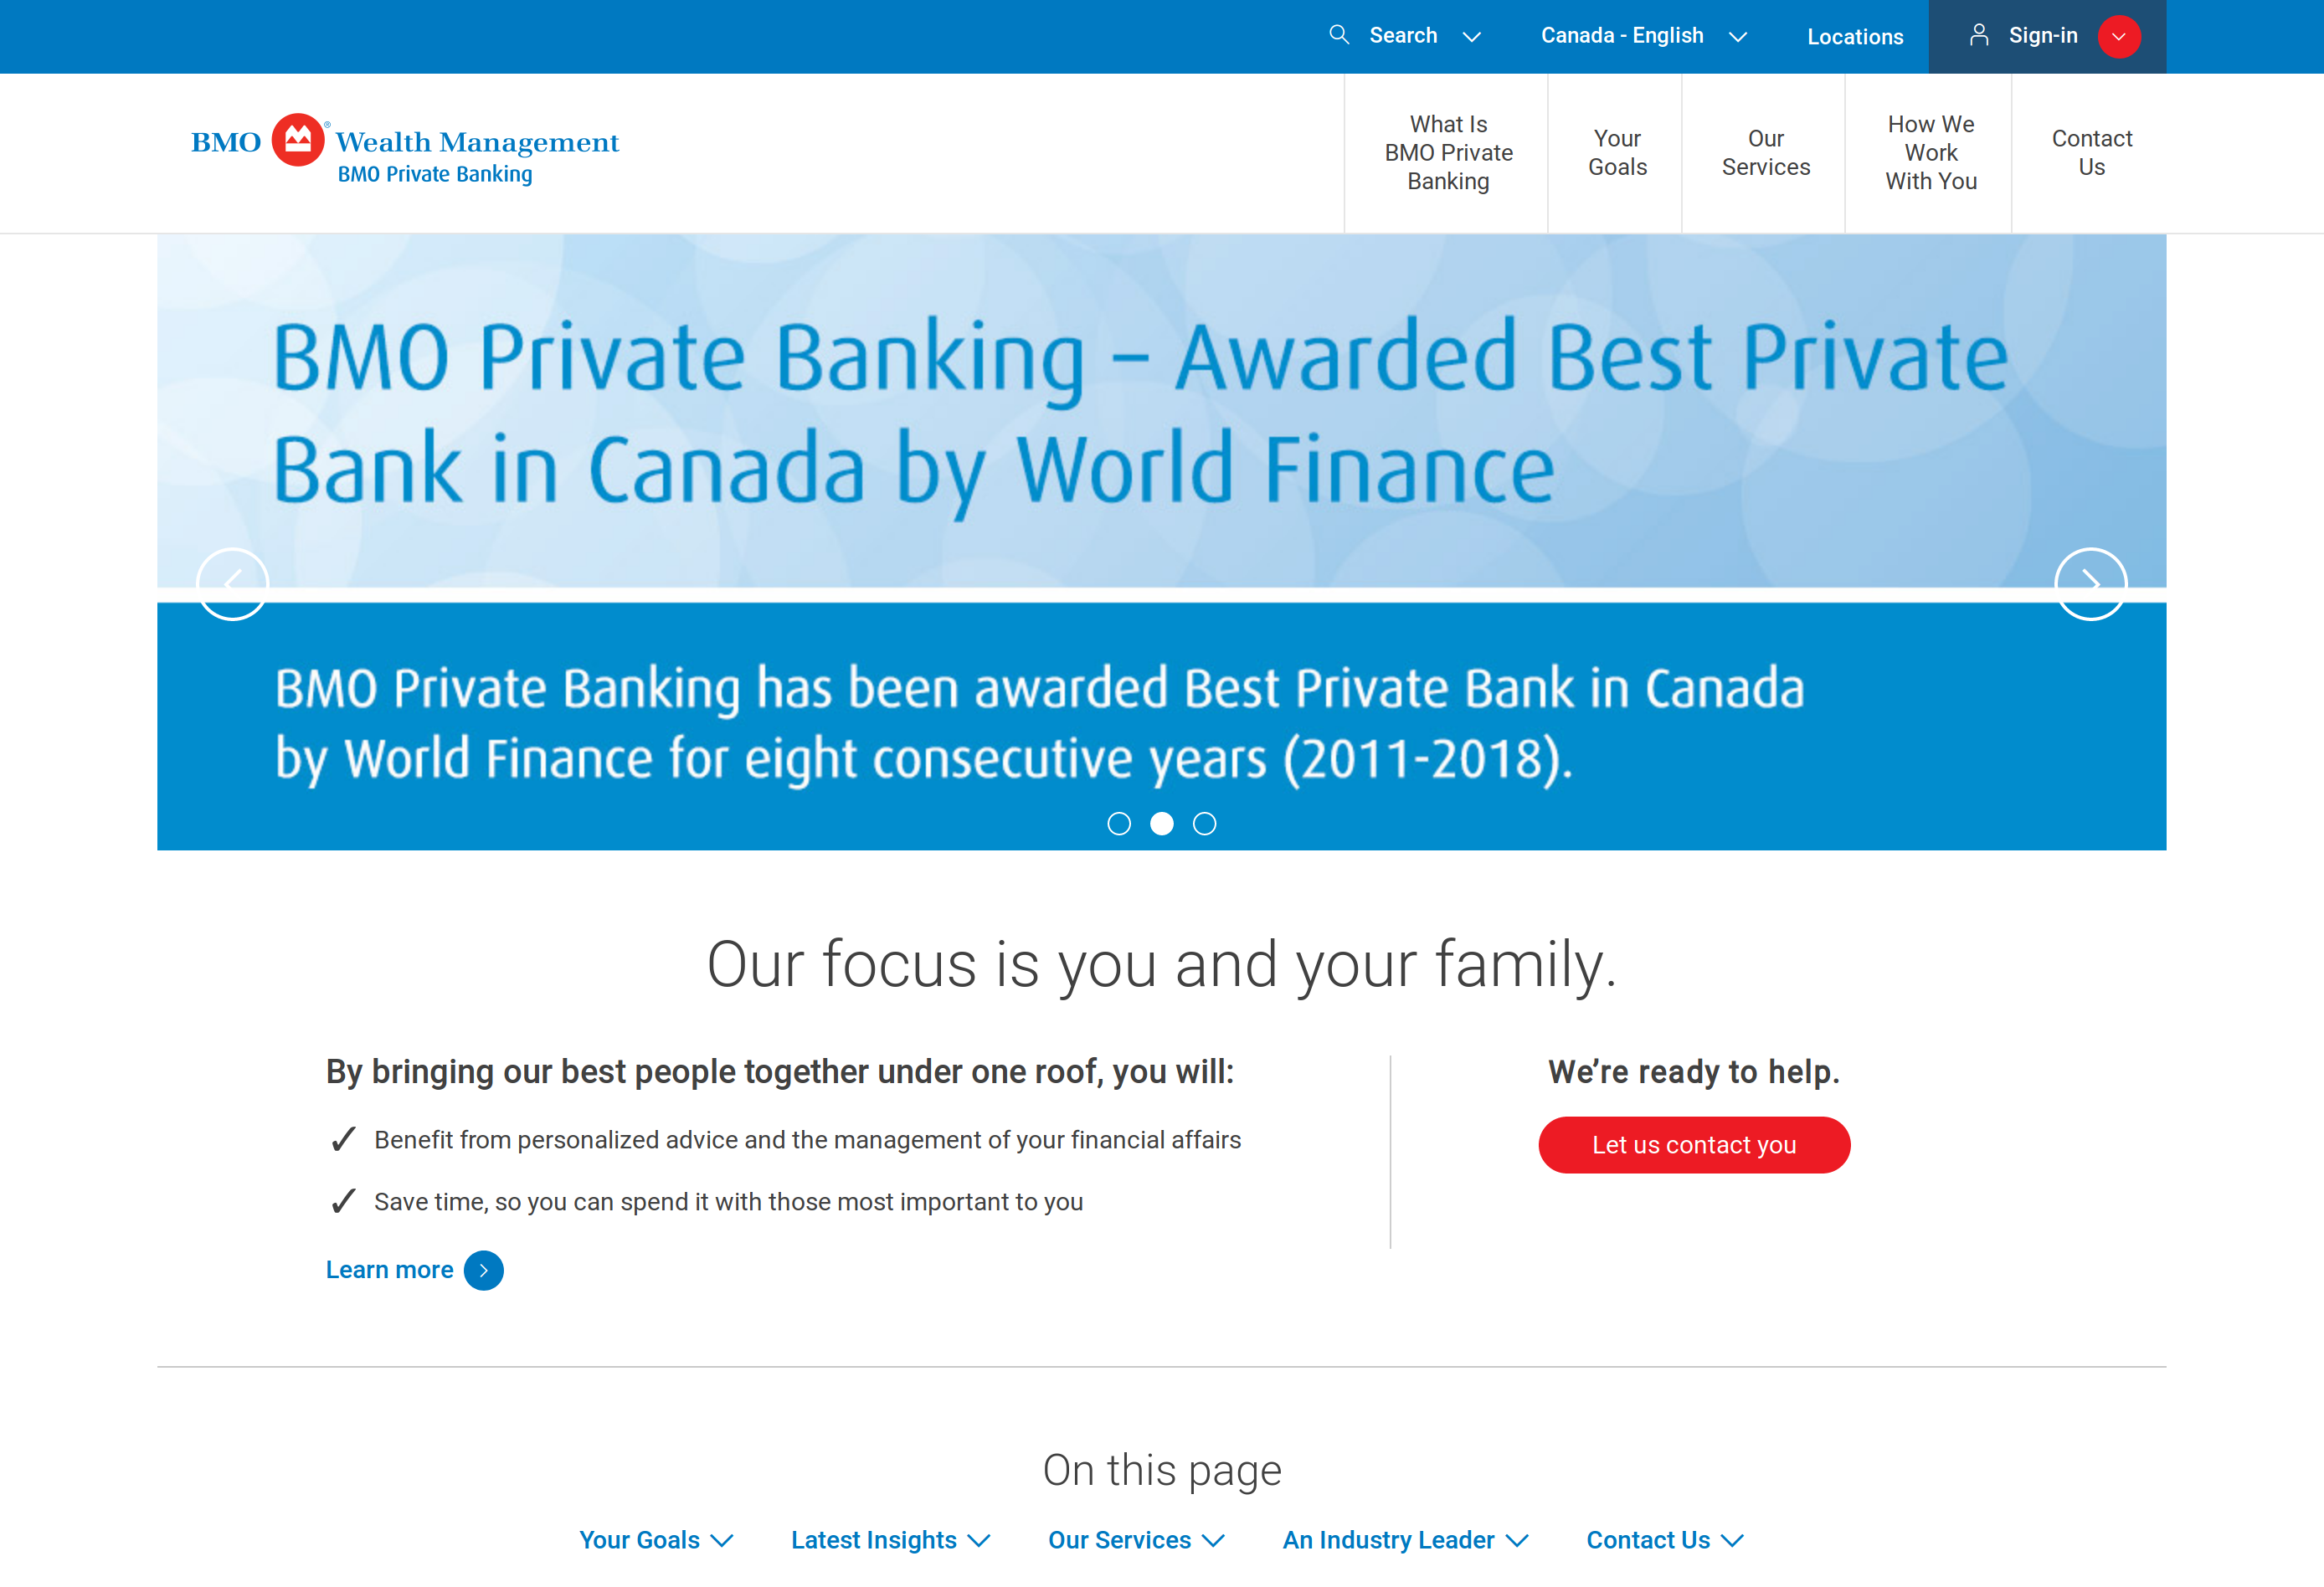 Search
Canada - English
Locations
Sign-in
BMO ® Wealth Management
BMO Private Banking
What Is
BMO Private
Banking
Your
Goals
Our
Services
How We
Work
With You
Contact
Us
BMO Private Banking – Awarded Best Private
Bank in Canada by World Finance
BMO Private Banking has been awarded Best Private Bank in Canada
by World Finance for eight consecutive years (2011-2018).
Our focus is you and your family.
By bringing our best people together under one roof, you will:
✓ Benefit from personalized advice and the management of your financial affairs
✓ Save time, so you can spend it with those most important to you
Learn more
We’re ready to help.
Let us contact you
On this page
Your Goals
Latest Insights
Our Services
An Industry Leader
Contact Us